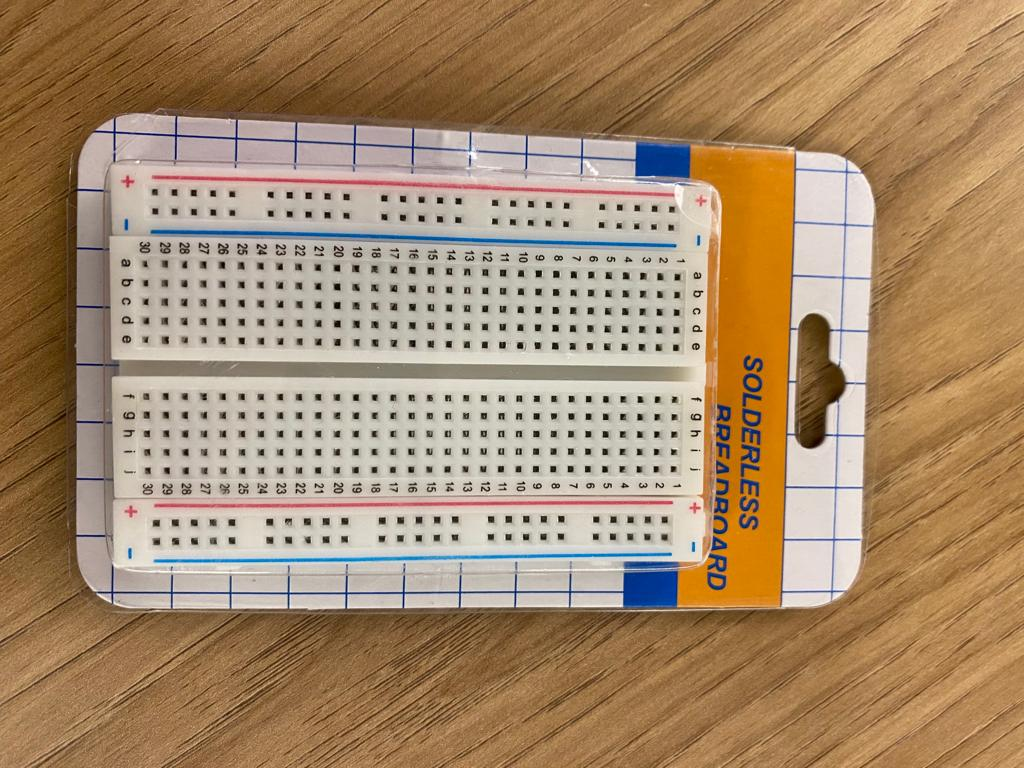 SOLDERLESS
BREADBOARD
+ +
- -
30 29 28 27 26 25 24 23 22 21 20 19 18 17 16 15 14 13 12 11 10 9 8 7 6 5 4 3 2 1
a a
b b
c c
d d
e e
f f
g g
h h
i i
j j
30 29 28 27 26 25 24 23 22 21 20 19 18 17 16 15 14 13 12 11 10 9 8 7 6 5 4 3 2 1
+ +
- -